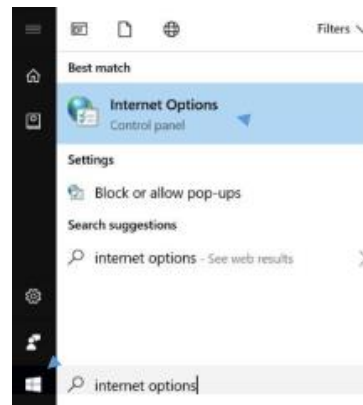 Filters
Best match
Internet Options
Control panel
Settings
Block or allow pop-ups
Search suggestions
internet options - See web results
internet options